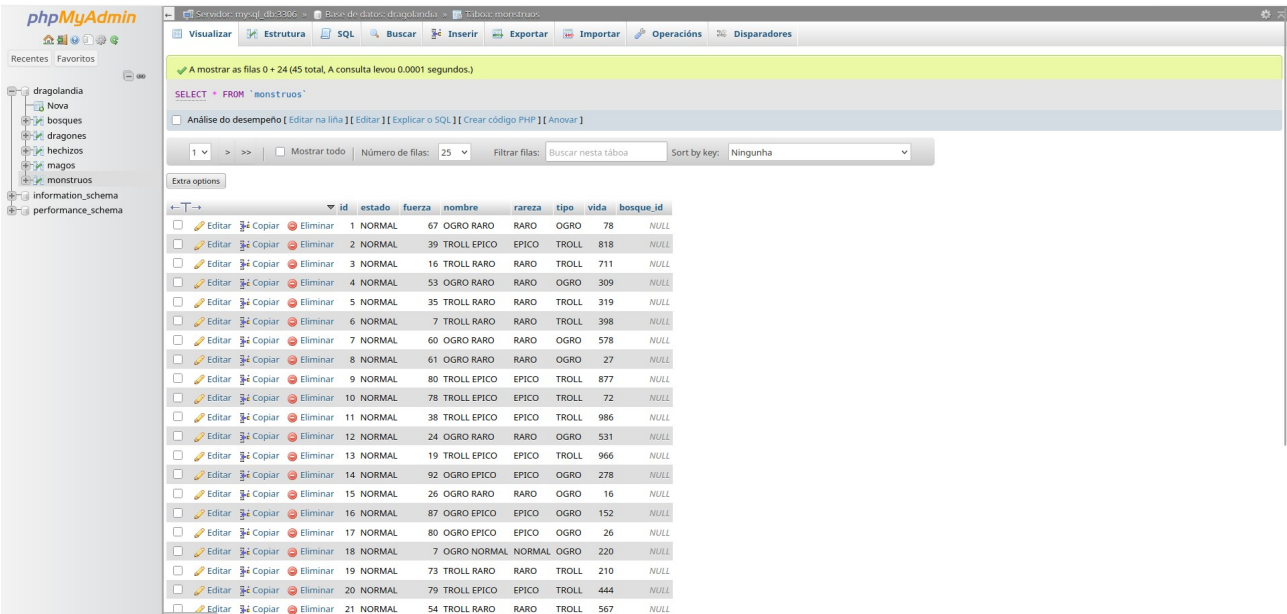 phpMyAdmin
Recentes Favoritos
dragolandia
Nova
bosques
dragones
hechizos
magos
monstruos
information_schema
performance_schema
Servidor: mysql_db:3306 » Base de datos: dragolandia » Táboa: monstruos
Visualizar Estrutura SQL Buscar Inserir Exportar Importar Operacións Disparadores
A mostrar as filas 0 + 24 (45 total, A consulta levou 0.0001 segundos.)
SELECT * FROM `monstruos`
Análise do desempeño [ Editar na liña ] [ Editar ] [ Explicar o SQL ] [ Crear código PHP ] [ Anovar ]
1 > >> Mostrar todo Número de filas: 25 Filtrar filas: Buscar nesta táboa Sort by key: Ningunha
Extra options
←T→ id estado fuerza nombre rareza tipo vida bosque_id
Editar Copiar Eliminar 1 NORMAL 67 OGRO RARO RARO OGRO 78 NULL
Editar Copiar Eliminar 2 NORMAL 39 TROLL EPICO EPICO TROLL 818 NULL
Editar Copiar Eliminar 3 NORMAL 16 TROLL RARO RARO TROLL 711 NULL
Editar Copiar Eliminar 4 NORMAL 53 OGRO RARO RARO OGRO 309 NULL
Editar Copiar Eliminar 5 NORMAL 35 TROLL RARO RARO TROLL 319 NULL
Editar Copiar Eliminar 6 NORMAL 7 TROLL RARO RARO TROLL 398 NULL
Editar Copiar Eliminar 7 NORMAL 60 OGRO RARO RARO OGRO 578 NULL
Editar Copiar Eliminar 8 NORMAL 61 OGRO RARO RARO OGRO 27 NULL
Editar Copiar Eliminar 9 NORMAL 80 TROLL EPICO EPICO TROLL 877 NULL
Editar Copiar Eliminar 10 NORMAL 78 TROLL EPICO EPICO TROLL 72 NULL
Editar Copiar Eliminar 11 NORMAL 38 TROLL EPICO EPICO TROLL 986 NULL
Editar Copiar Eliminar 12 NORMAL 24 OGRO RARO RARO OGRO 531 NULL
Editar Copiar Eliminar 13 NORMAL 19 TROLL EPICO EPICO TROLL 966 NULL
Editar Copiar Eliminar 14 NORMAL 92 OGRO EPICO EPICO OGRO 278 NULL
Editar Copiar Eliminar 15 NORMAL 26 OGRO RARO RARO OGRO 16 NULL
Editar Copiar Eliminar 16 NORMAL 87 OGRO EPICO EPICO OGRO 152 NULL
Editar Copiar Eliminar 17 NORMAL 80 OGRO EPICO EPICO OGRO 26 NULL
Editar Copiar Eliminar 18 NORMAL 7 OGRO NORMAL NORMAL OGRO 220 NULL
Editar Copiar Eliminar 19 NORMAL 73 TROLL RARO RARO TROLL 210 NULL
Editar Copiar Eliminar 20 NORMAL 79 TROLL EPICO EPICO TROLL 444 NULL
Editar Copiar Eliminar 21 NORMAL 54 TROLL RARO RARO TROLL 567 NULL